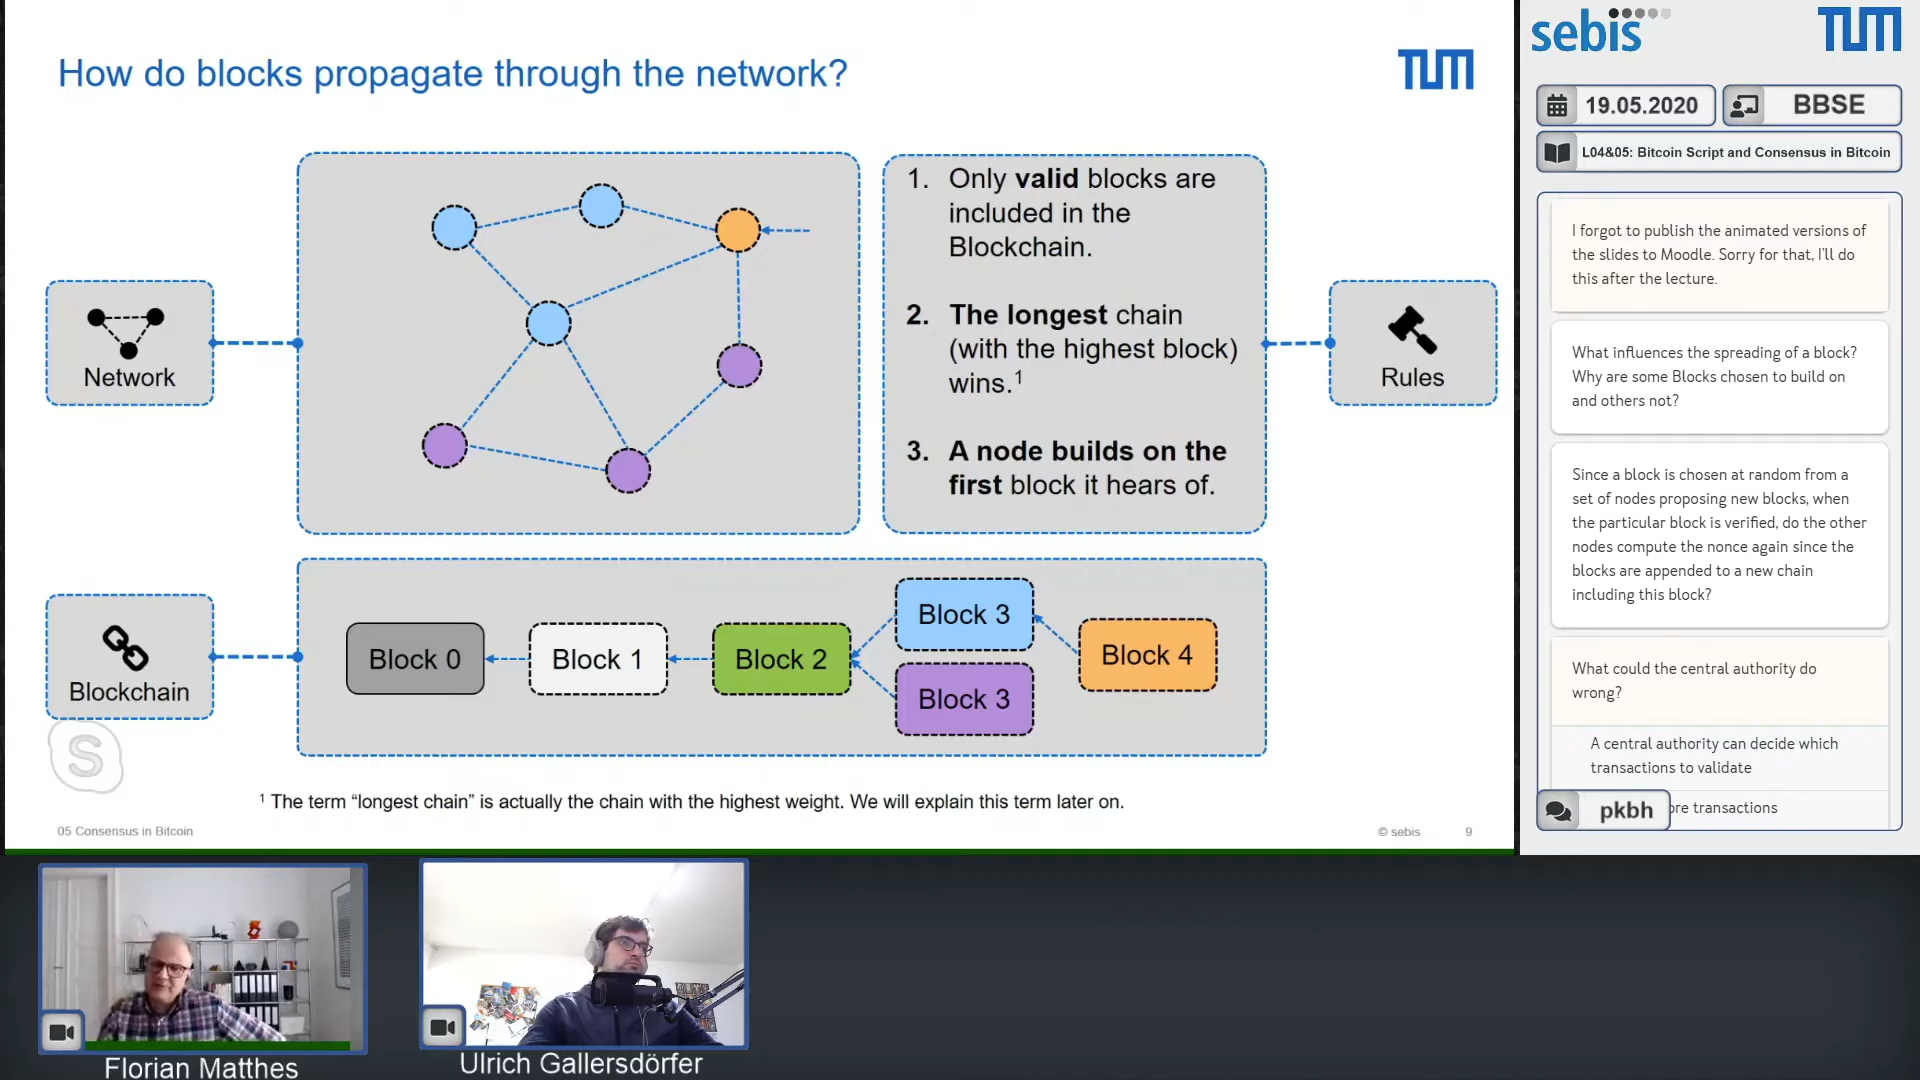 How do blocks propagate through the network?
TUM
Network
1. Only valid blocks are
included in the
Blockchain.
2. The longest chain
(with the highest block)
wins.1
3. A node builds on the
first block it hears of.
Rules
Blockchain
Block 0
Block 1
Block 2
Block 3
Block 3
Block 4
S
1 The term “longest chain” is actually the chain with the highest weight. We will explain this term later on.
05 Consensus in Bitcoin
© sebis
9
sebis
TUM
19.05.2020
BBSE
L04&05: Bitcoin Script and Consensus in Bitcoin
I forgot to publish the animated versions of
the slides to Moodle. Sorry for that, I'll do
this after the lecture.
What influences the spreading of a block?
Why are some Blocks chosen to build on
and others not?
Since a block is chosen at random from a
set of nodes proposing new blocks, when
the particular block is verified, do the other
nodes compute the nonce again since the
blocks are appended to a new chain
including this block?
What could the central authority do
wrong?
A central authority can decide which
transactions to validate
pkbh
transactions
Florian Matthes
Ulrich Gallersdörfer